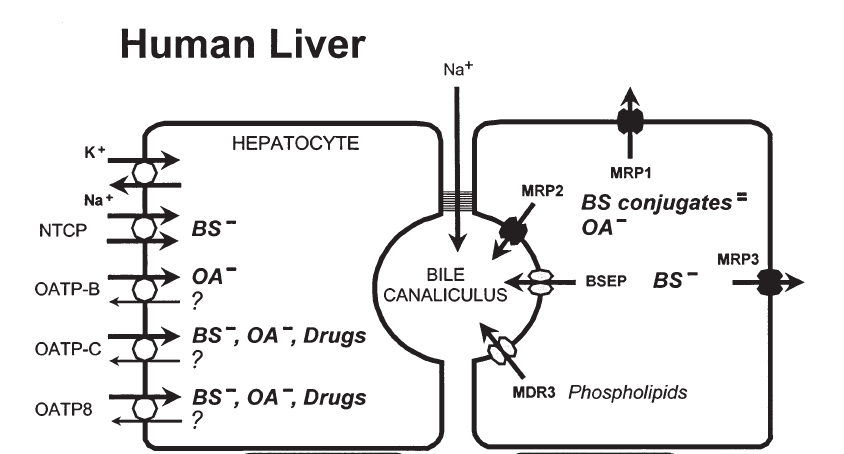 Human Liver
Na⁺
HEPATOCYTE
K⁺
Na⁺
NTCP
BS⁻
OATP-B
OA⁻
?
OATP-C
BS⁻, OA⁻, Drugs
?
OATP8
BS⁻, OA⁻, Drugs
?
BILE
CANALICULUS
MRP1
MRP2
BS conjugates⁼
OA⁻
MRP3
BSEP
BS⁻
MDR3
Phospholipids